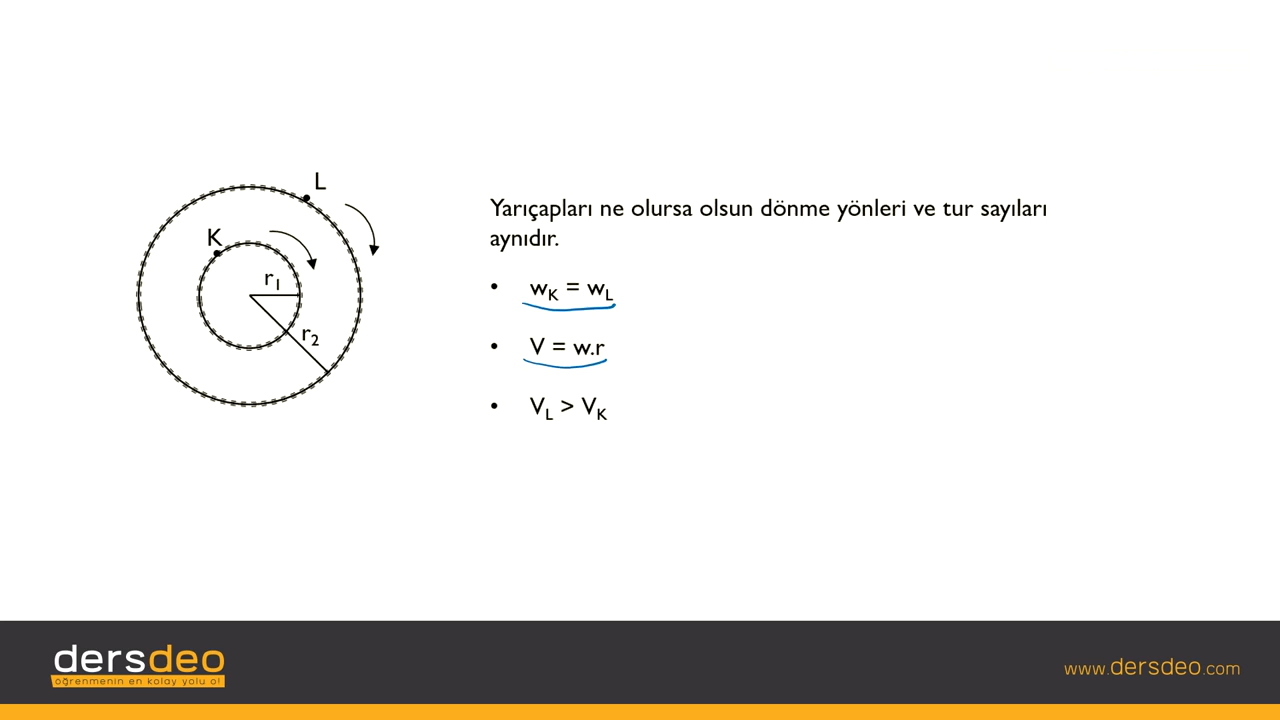 L
K
r₁
r₂
Yarıçapları ne olursa olsun dönme yönleri ve tur sayıları
aynıdır.
• wK = wL
• V = w.r
• VL > VK
dersdeo
öğrenmenin en kolay yolu o!
www.dersdeo.com